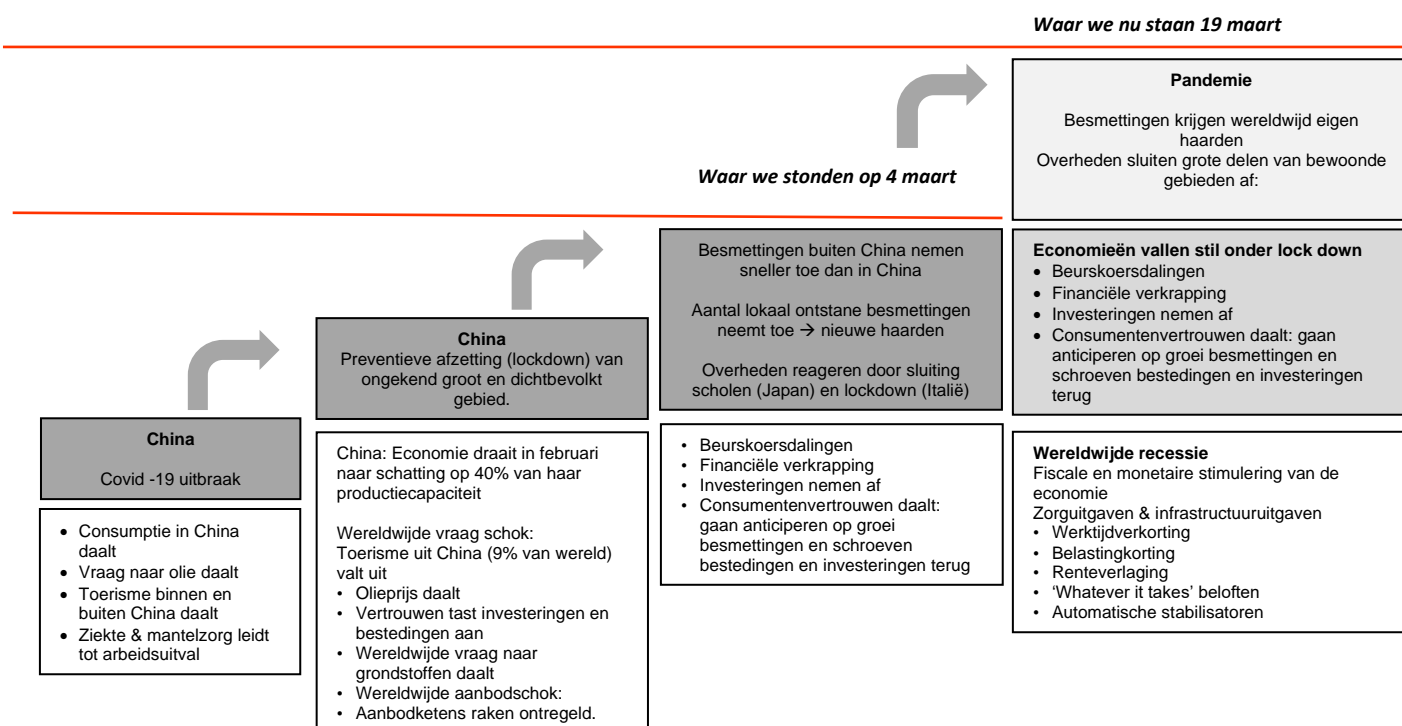 Waar we nu staan 19 maart
Pandemie
Besmettingen krijgen wereldwijd eigen
haarden
Overheden sluiten grote delen van bewoonde
gebieden af:
Waar we stonden op 4 maart
Besmettingen buiten China nemen
sneller toe dan in China
Aantal lokaal ontstane besmettingen
neemt toe → nieuwe haarden
Overheden reageren door sluiting
scholen (Japan) en lockdown (Italië)
Economieën vallen stil onder lock down
• Beurskoersdalingen
• Financiële verkrapping
• Investeringen nemen af
• Consumentenvertrouwen daalt: gaan
anticiperen op groei besmettingen en
schroeven bestedingen en investeringen
terug
China
Preventieve afzetting (lockdown) van
ongekend groot en dichtbevolkt
gebied.
China
Covid -19 uitbraak
• Consumptie in China
daalt
• Vraag naar olie daalt
• Toerisme binnen en
buiten China daalt
• Ziekte & mantelzorg leidt
tot arbeidsuitval
China: Economie draait in februari
naar schatting op 40% van haar
productiecapaciteit
Wereldwijde vraag schok:
Toerisme uit China (9% van wereld)
valt uit
• Olieprijs daalt
• Vertrouwen tast investeringen en
bestedingen aan
• Wereldwijde vraag naar
grondstoffen daalt
• Wereldwijde aanbodschok:
• Aanbodketens raken ontregeld.
• Beurskoersdalingen
• Financiële verkrapping
• Investeringen nemen af
• Consumentenvertrouwen daalt:
gaan anticiperen op groei
besmettingen en schroeven
bestedingen en investeringen terug
Wereldwijde recessie
Fiscale en monetaire stimulering van de
economie
Zorguitgaven & infrastructuuruitgaven
• Werktijdverkorting
• Belastingkorting
• Renteverlaging
• ‘Whatever it takes’ beloften
• Automatische stabilisatoren